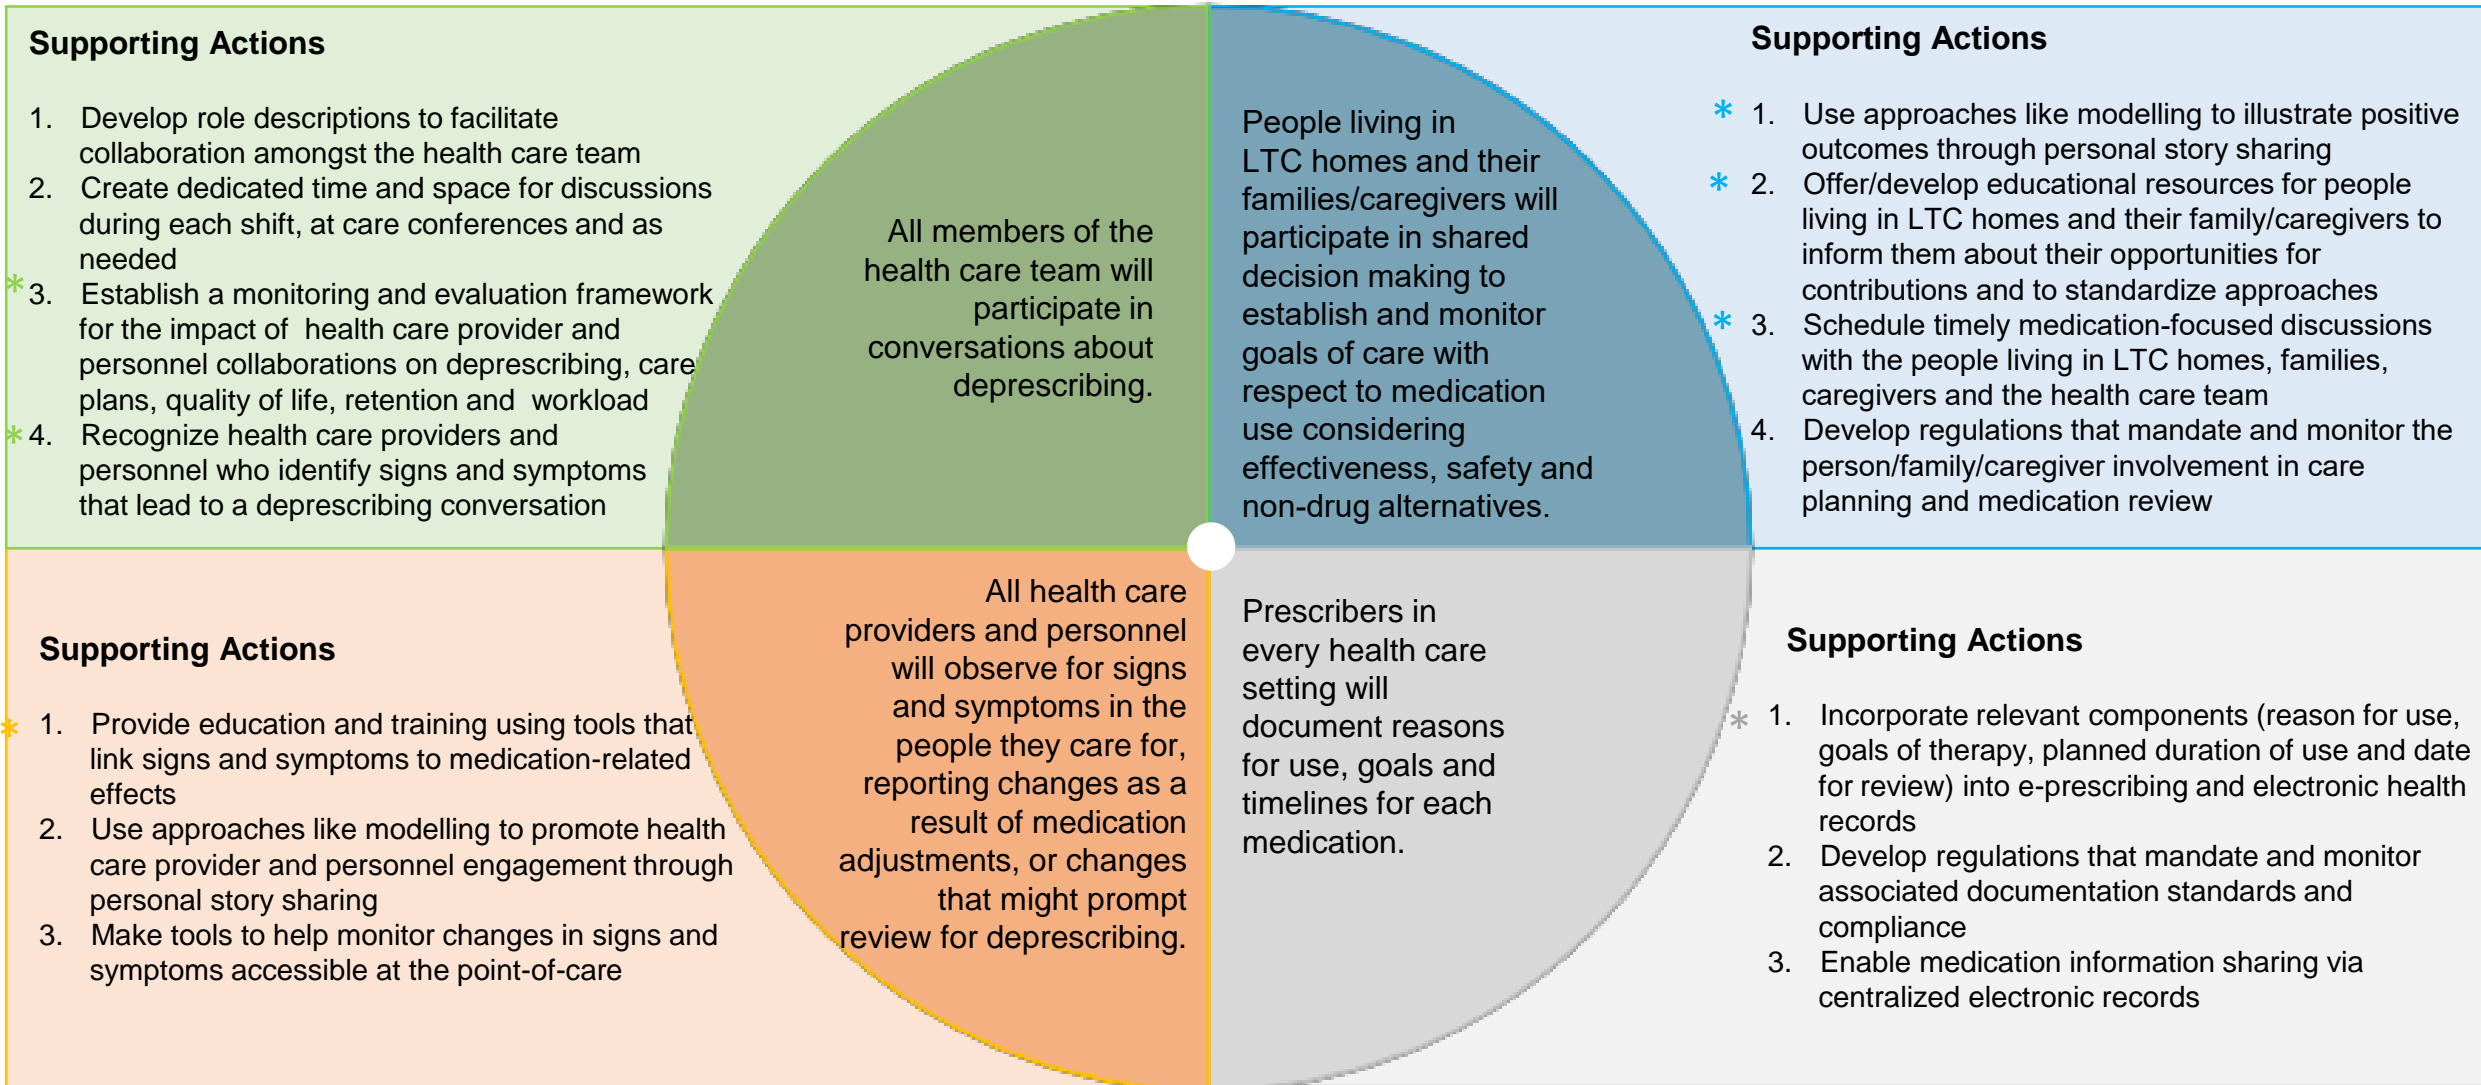 Supporting Actions
1. Develop role descriptions to facilitate
collaboration amongst the health care team
2. Create dedicated time and space for discussions
during each shift, at care conferences and as
needed
* 3. Establish a monitoring and evaluation framework
for the impact of  health care provider and
personnel collaborations on deprescribing, care
plans, quality of life, retention and  workload
* 4. Recognize health care providers and
personnel who identify signs and symptoms
that lead to a deprescribing conversation
All members of the
health care team will
participate in
conversations about
deprescribing.
People living in
LTC homes and their
families/caregivers will
participate in shared
decision making to
establish and monitor
goals of care with
respect to medication
use considering
effectiveness, safety and
non-drug alternatives.
Supporting Actions
* 1. Use approaches like modelling to illustrate positive
outcomes through personal story sharing
* 2. Offer/develop educational resources for people
living in LTC homes and their family/caregivers to
inform them about their opportunities for
contributions and to standardize approaches
* 3. Schedule timely medication-focused discussions
with the people living in LTC homes, families,
caregivers and the health care team
4. Develop regulations that mandate and monitor the
person/family/caregiver involvement in care
planning and medication review
Supporting Actions
* 1. Provide education and training using tools that
link signs and symptoms to medication-related
effects
2. Use approaches like modelling to promote health
care provider and personnel engagement through
personal story sharing
3. Make tools to help monitor changes in signs and
symptoms accessible at the point-of-care
All health care
providers and personnel
will observe for signs
and symptoms in the
people they care for,
reporting changes as a
result of medication
adjustments, or changes
that might prompt
review for deprescribing.
Prescribers in
every health care
setting will
document reasons
for use, goals and
timelines for each
medication.
Supporting Actions
* 1. Incorporate relevant components (reason for use,
goals of therapy, planned duration of use and date
for review) into e-prescribing and electronic health
records
2. Develop regulations that mandate and monitor
associated documentation standards and
compliance
3. Enable medication information sharing via
centralized electronic records